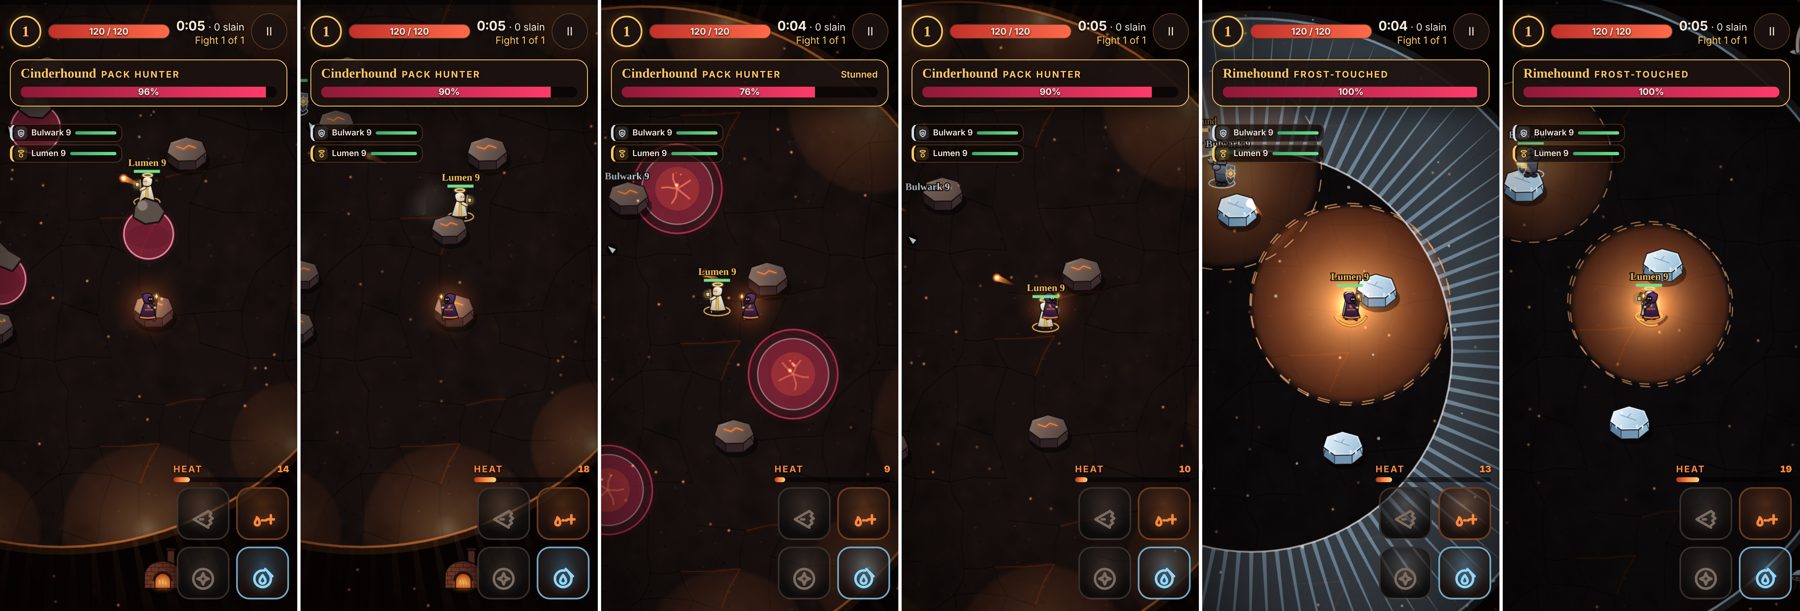 1
120 / 120
0:05 · 0 slain
Fight 1 of 1
Cinderhound PACK HUNTER
96%
Bulwark 9
Lumen 9
Lumen 9
HEAT 14
1
120 / 120
0:05 · 0 slain
Fight 1 of 1
Cinderhound PACK HUNTER
90%
Bulwark 9
Lumen 9
Lumen 9
HEAT 18
1
120 / 120
0:04 · 0 slain
Fight 1 of 1
Cinderhound PACK HUNTER Stunned
76%
Bulwark 9
Lumen 9
Bulwark 9
Lumen 9
HEAT 9
1
120 / 120
0:05 · 0 slain
Fight 1 of 1
Cinderhound PACK HUNTER
90%
Bulwark 9
Lumen 9
Bulwark 9
Lumen 9
HEAT 10
1
120 / 120
0:04 · 0 slain
Fight 1 of 1
Rimehound FROST-TOUCHED
100%
Bulwark 9
Lumen 9
Lumen 9
HEAT 13
1
120 / 120
0:05 · 0 slain
Fight 1 of 1
Rimehound FROST-TOUCHED
100%
Bulwark 9
Lumen 9
Lumen 9
HEAT 19